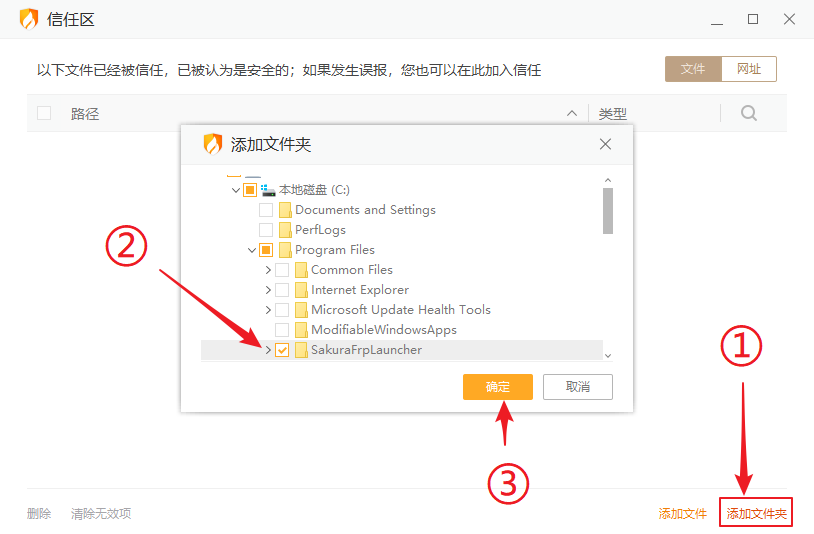 信任区
以下文件已经被信任，已被认为是安全的；如果发生误报，您也可以在此加入信任
文件 网址
路径 类型
添加文件夹
本地磁盘 (C:)
Documents and Settings
PerfLogs
Program Files
Common Files
Internet Explorer
Microsoft Update Health Tools
ModifiableWindowsApps
SakuraFrpLauncher
确定 取消
②
①
③
删除 清除无效项 添加文件 添加文件夹